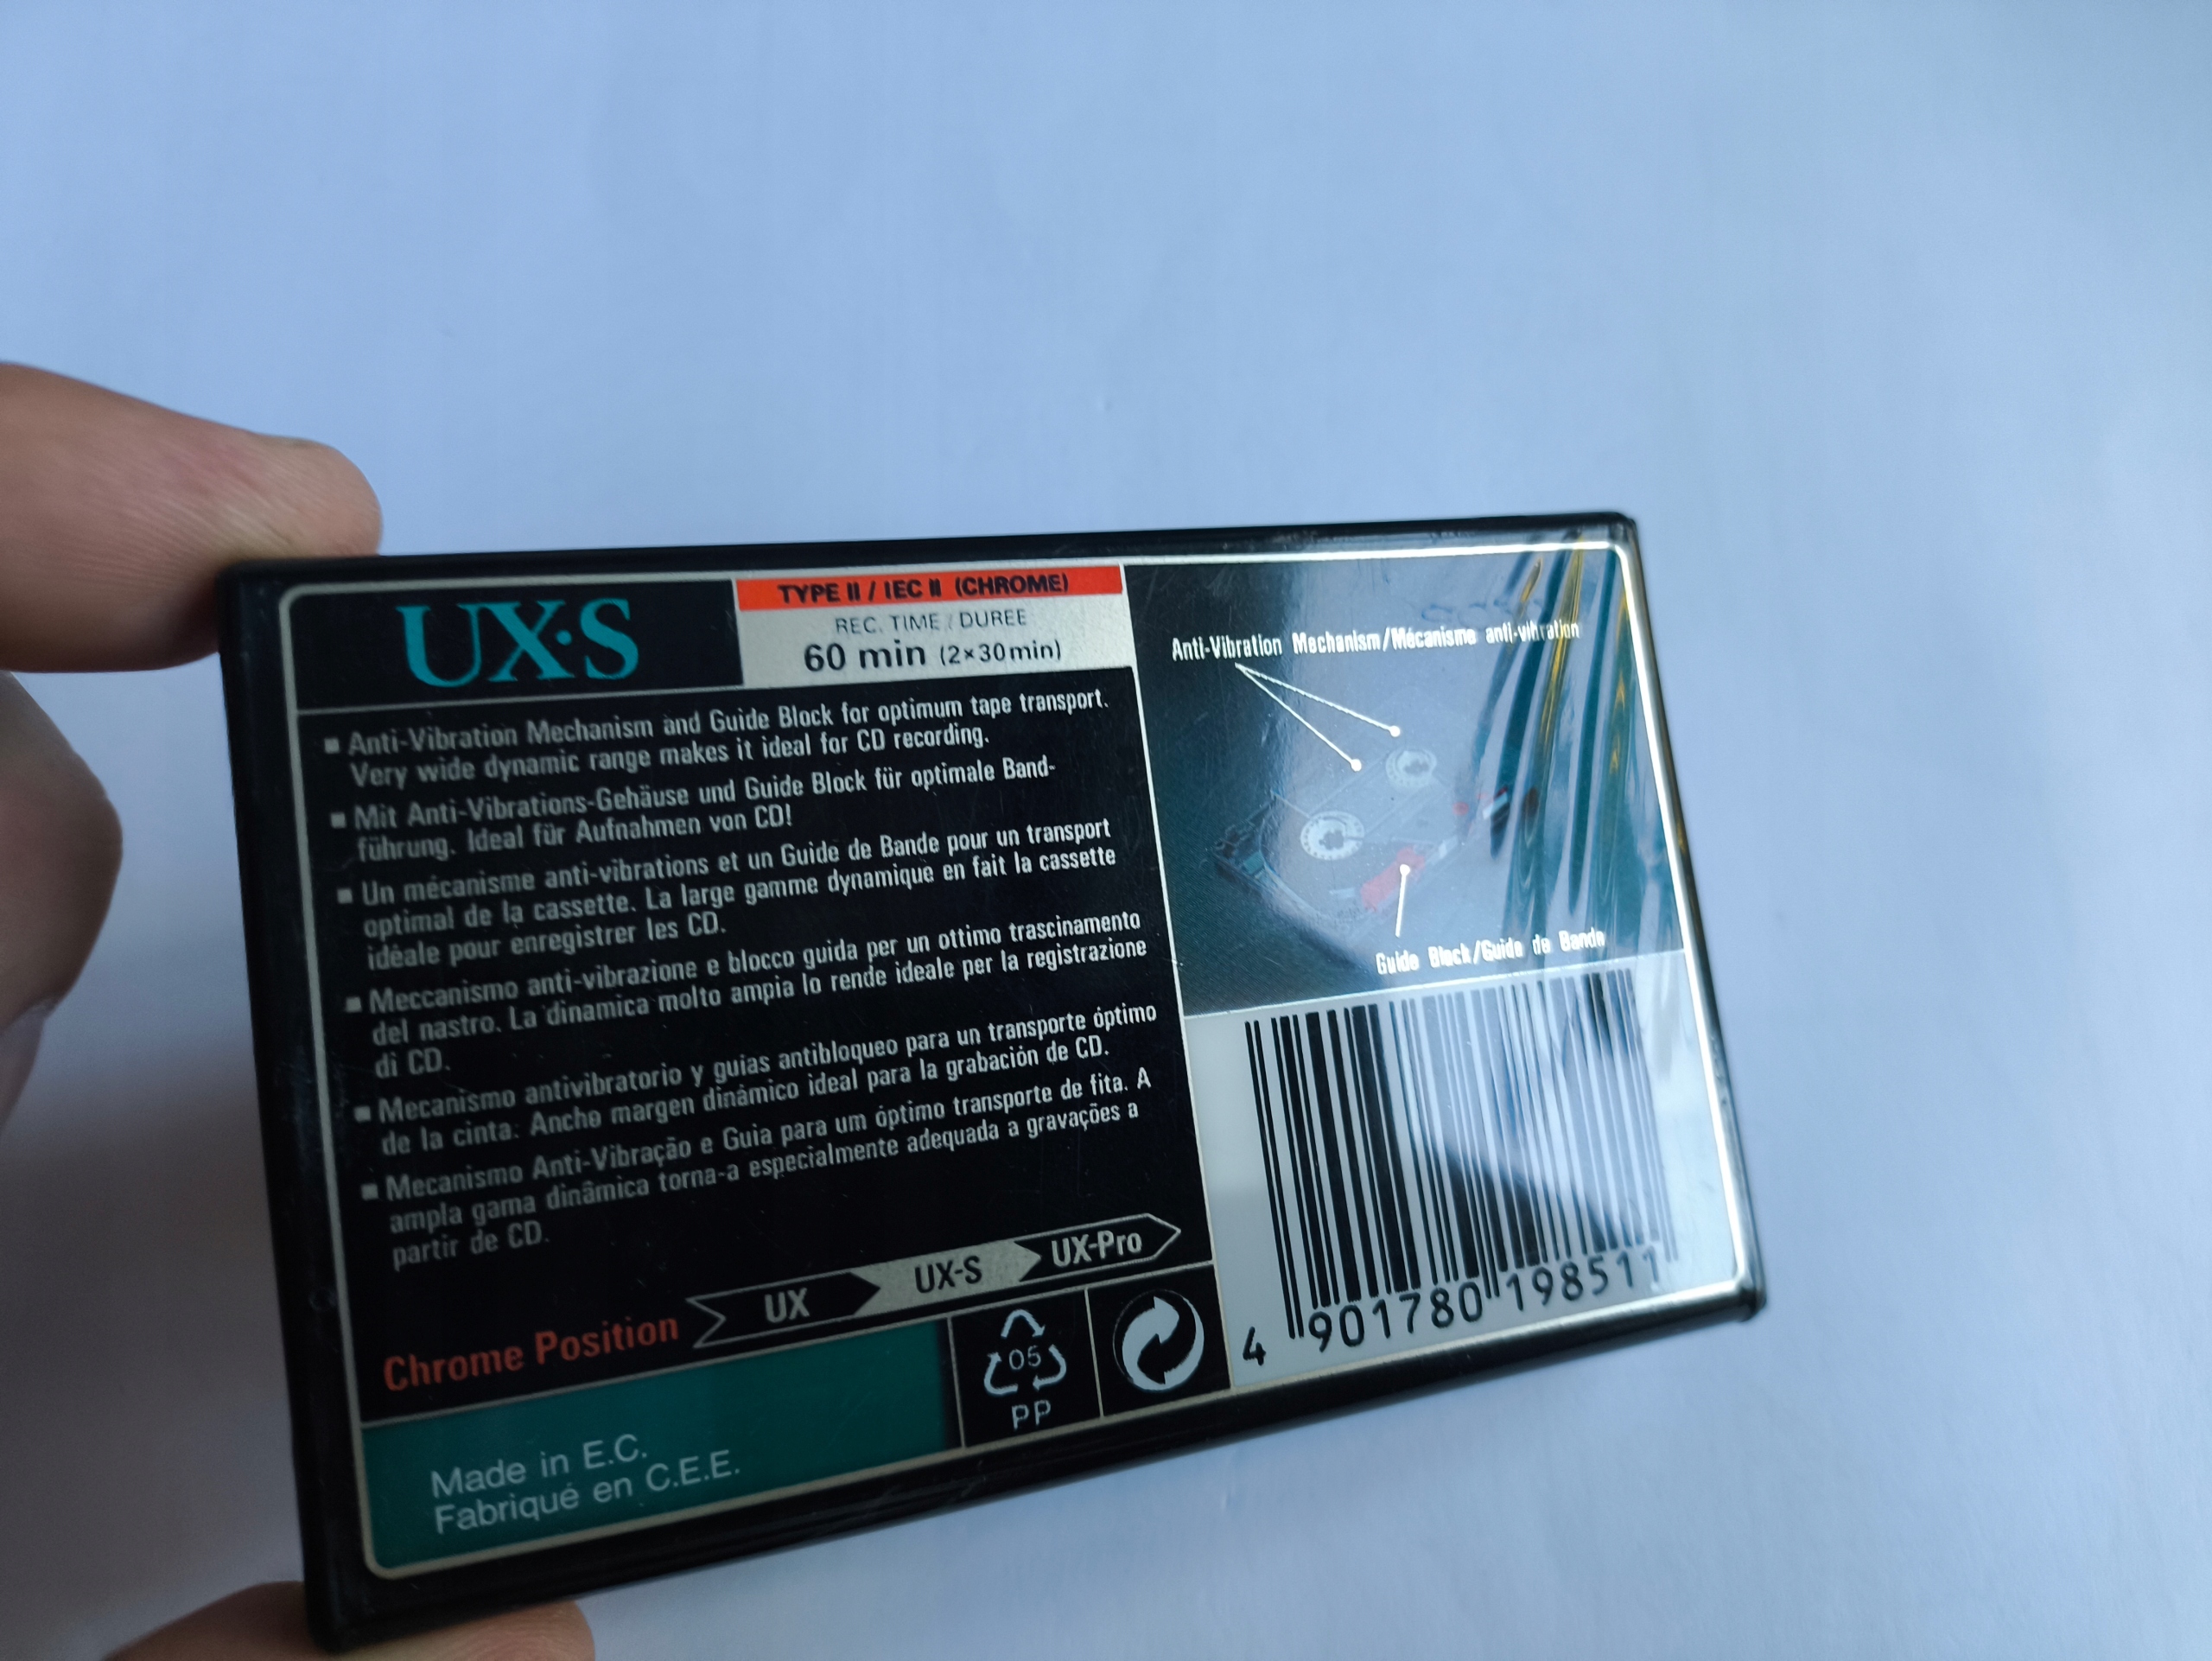 UX·S
TYPE II / IEC II (CHROME)
REC. TIME / DUREE
60 min (2×30min)
■ Anti-Vibration Mechanism and Guide Block for optimum tape transport.
Very wide dynamic range makes it ideal for CD recording.
■ Mit Anti-Vibrations-Gehäuse und Guide Block für optimale Band-
führung. Ideal für Aufnahmen von CD!
■ Un mécanisme anti-vibrations et un Guide de Bande pour un transport
optimal de la cassette. La large gamme dynamique en fait la cassette
idéale pour enregistrer les CD.
■ Meccanismo anti-vibrazione e blocco guida per un ottimo trascinamento
del nastro. La dinamica molto ampia lo rende ideale per la registrazione
di CD.
■ Mecanismo antivibratorio y guias antibloqueo para un transporte óptimo
de la cinta: Ancho margen dinámico ideal para la grabación de CD.
■ Mecanismo Anti-Vibração e Guia para um óptimo transporte de fita. A
ampla gama dinâmica torna-a especialmente adequada a gravações a
partir de CD.
Chrome Position UX UX-S UX-Pro
Made in E.C.
Fabriqué en C.E.E.
05
PP
Anti-Vibration Mechanism/Mécanisme anti-vibration
Guide Block/Guide de Bande
4 901780 198511